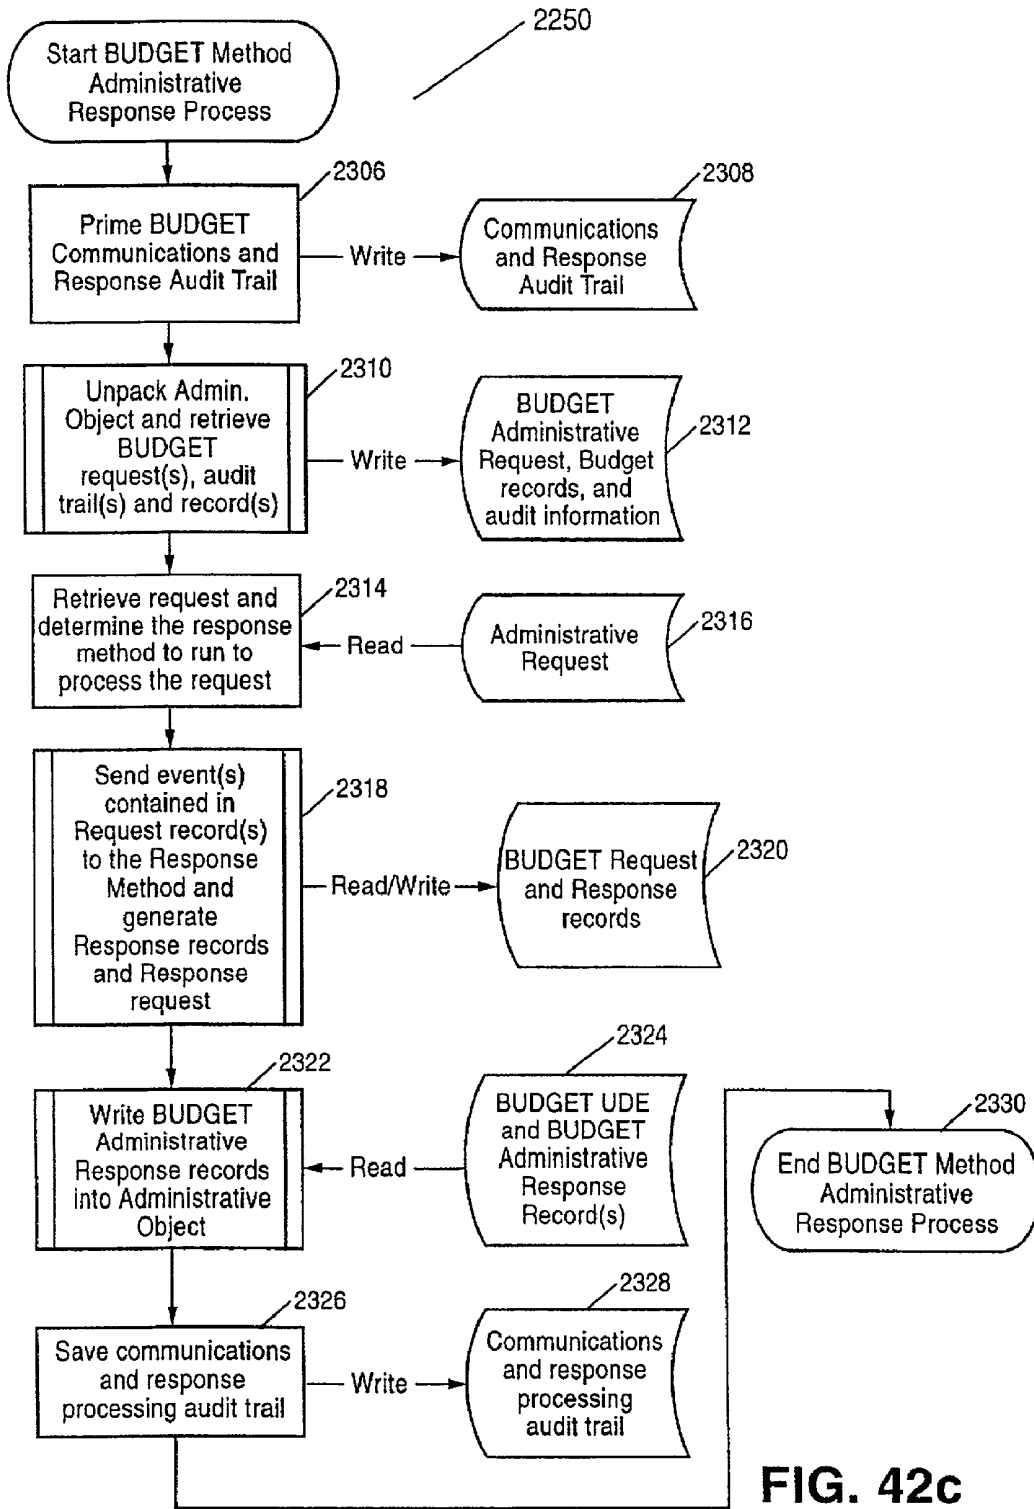 2250
Start BUDGET Method
Administrative
Response Process
2306
Prime BUDGET
Communications and
Response Audit Trail
Write
2308
Communications
and Response
Audit Trail
2310
Unpack Admin.
Object and retrieve
BUDGET
request(s), audit
trail(s) and record(s)
Write
BUDGET
Administrative
Request, Budget
records, and
audit information
2312
2314
Retrieve request and
determine the response
method to run to
process the request
Read
Administrative
Request
2316
2318
Send event(s)
contained in
Request record(s)
to the Response
Method and
generate
Response records
and Response
request
Read/Write
BUDGET Request
and Response
records
2320
2322
Write BUDGET
Administrative
Response records
into Administrative
Object
Read
2324
BUDGET UDE
and BUDGET
Administrative
Response
Record(s)
2326
Save communications
and response
processing audit trail
Write
2328
Communications
and response
processing
audit trail
2330
End BUDGET Method
Administrative
Response Process
FIG. 42c